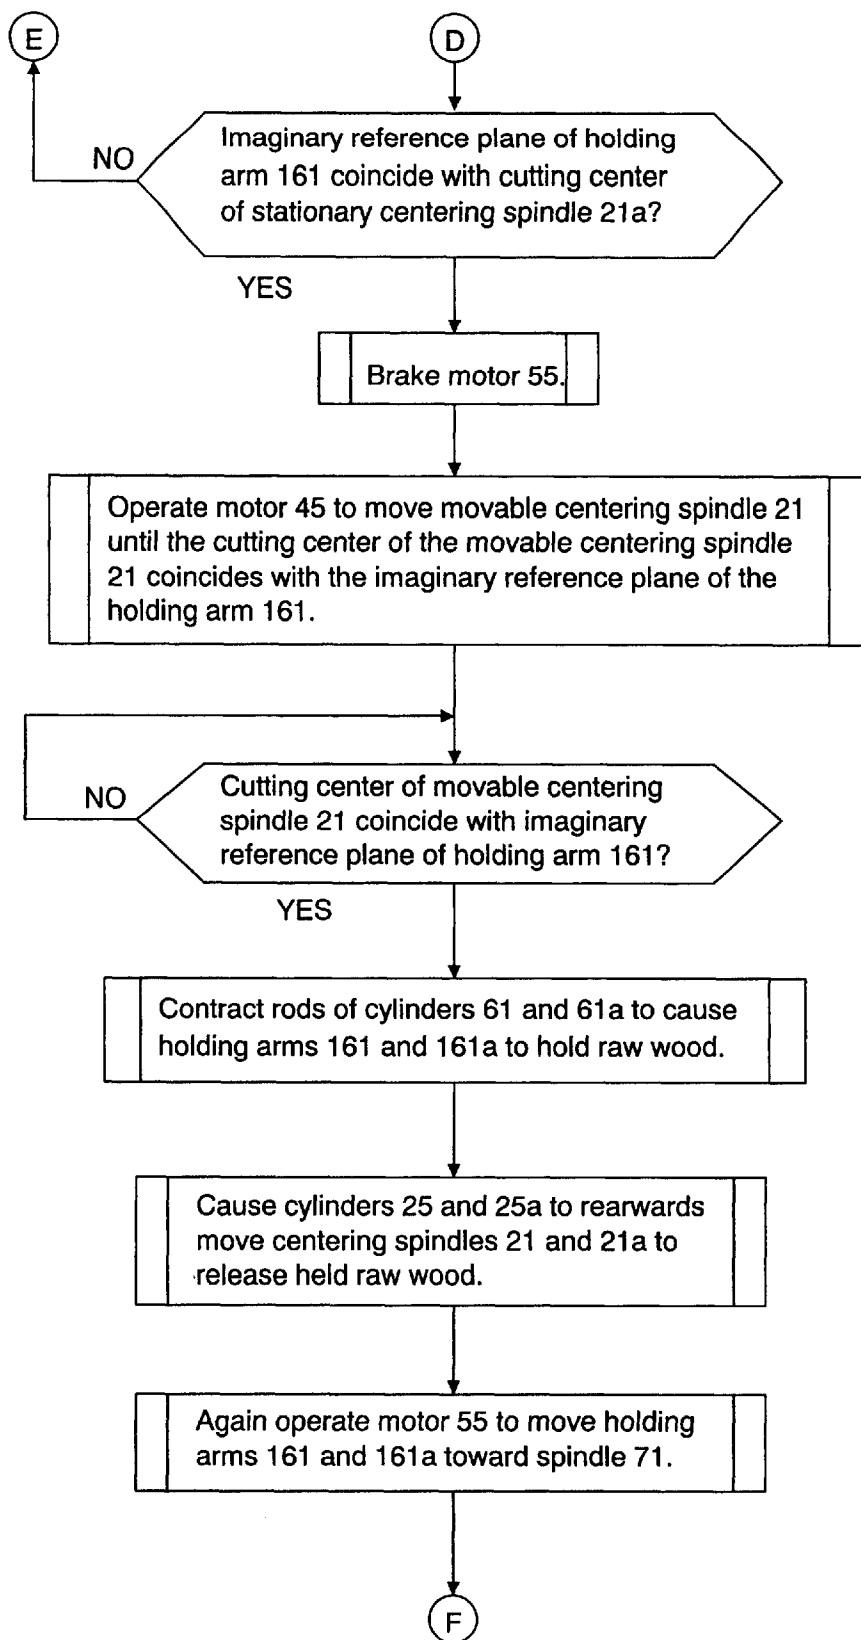 E
D
NO
Imaginary reference plane of holding
arm 161 coincide with cutting center
of stationary centering spindle 21a?
YES
Brake motor 55.
Operate motor 45 to move movable centering spindle 21
until the cutting center of the movable centering spindle
21 coincides with the imaginary reference plane of the
holding arm 161.
NO
Cutting center of movable centering
spindle 21 coincide with imaginary
reference plane of holding arm 161?
YES
Contract rods of cylinders 61 and 61a to cause
holding arms 161 and 161a to hold raw wood.
Cause cylinders 25 and 25a to rearwards
move centering spindles 21 and 21a to
release held raw wood.
Again operate motor 55 to move holding
arms 161 and 161a toward spindle 71.
F